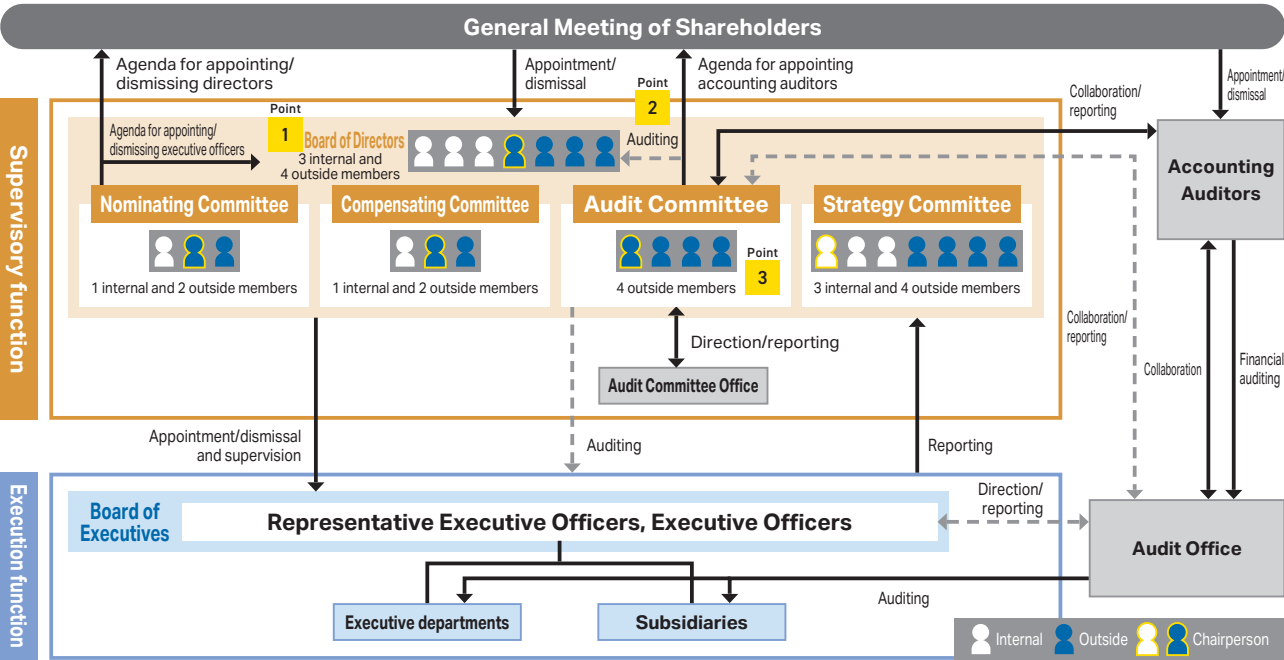 General Meeting of Shareholders
Agenda for appointing/
dismissing directors
Appointment/
dismissal
Agenda for appointing
accounting auditors
Appointment/
dismissal
Collaboration/
reporting
Supervisory function
Point
1
Point
2
Agenda for appointing/
dismissing executive officers
Board of Directors
3 internal and
4 outside members
Auditing
Accounting
Auditors
Nominating Committee
1 internal and 2 outside members
Compensating Committee
1 internal and 2 outside members
Audit Committee
4 outside members
Point
3
Strategy Committee
3 internal and 4 outside members
Direction/reporting
Audit Committee Office
Collaboration/
reporting
Collaboration
Financial
auditing
Appointment/dismissal
and supervision
Auditing
Reporting
Execution function
Board of
Executives
Representative Executive Officers, Executive Officers
Direction/
reporting
Audit Office
Auditing
Executive departments
Subsidiaries
Internal
Outside
Chairperson